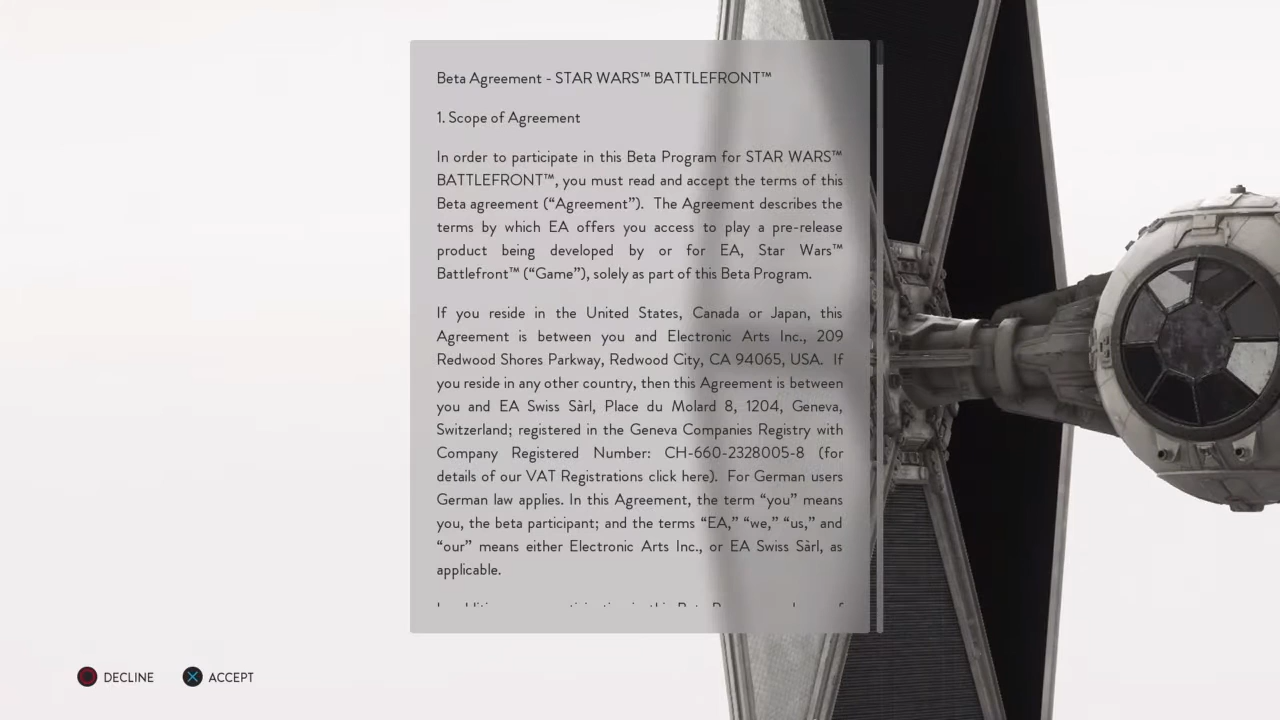 Beta Agreement - STAR WARS™ BATTLEFRONT™
1. Scope of Agreement
In order to participate in this Beta Program for STAR WARS™
BATTLEFRONT™, you must read and accept the terms of this
Beta agreement (“Agreement”).  The Agreement describes the
terms by which EA offers you access to play a pre-release
product being developed by or for EA, Star Wars™
Battlefront™ (“Game”), solely as part of this Beta Program.
If you reside in the United States, Canada or Japan, this
Agreement is between you and Electronic Arts Inc., 209
Redwood Shores Parkway, Redwood City, CA 94065, USA.  If
you reside in any other country, then this Agreement is between
you and EA Swiss Sàrl, Place du Molard 8, 1204, Geneva,
Switzerland; registered in the Geneva Companies Registry with
Company Registered Number: CH-660-2328005-8 (for
details of our VAT Registrations click here).  For German users
German law applies. In this Agreement, the term “you” means
you, the beta participant; and the terms “EA,” “we,” “us,” and
“our” means either Electronic Arts Inc., or EA Swiss Sàrl, as
applicable.
DECLINE
ACCEPT